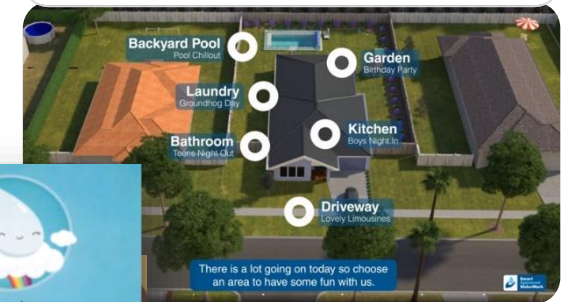 Backyard Pool
Pool Chillout
Garden
Birthday Party
Laundry
Groundhog Day
Kitchen
Boys Night In
Bathroom
Teens Night Out
Driveway
Lovely Limousines
There is a lot going on today so choose
an area to have some fun with us.
Smart
Approved
WaterMark